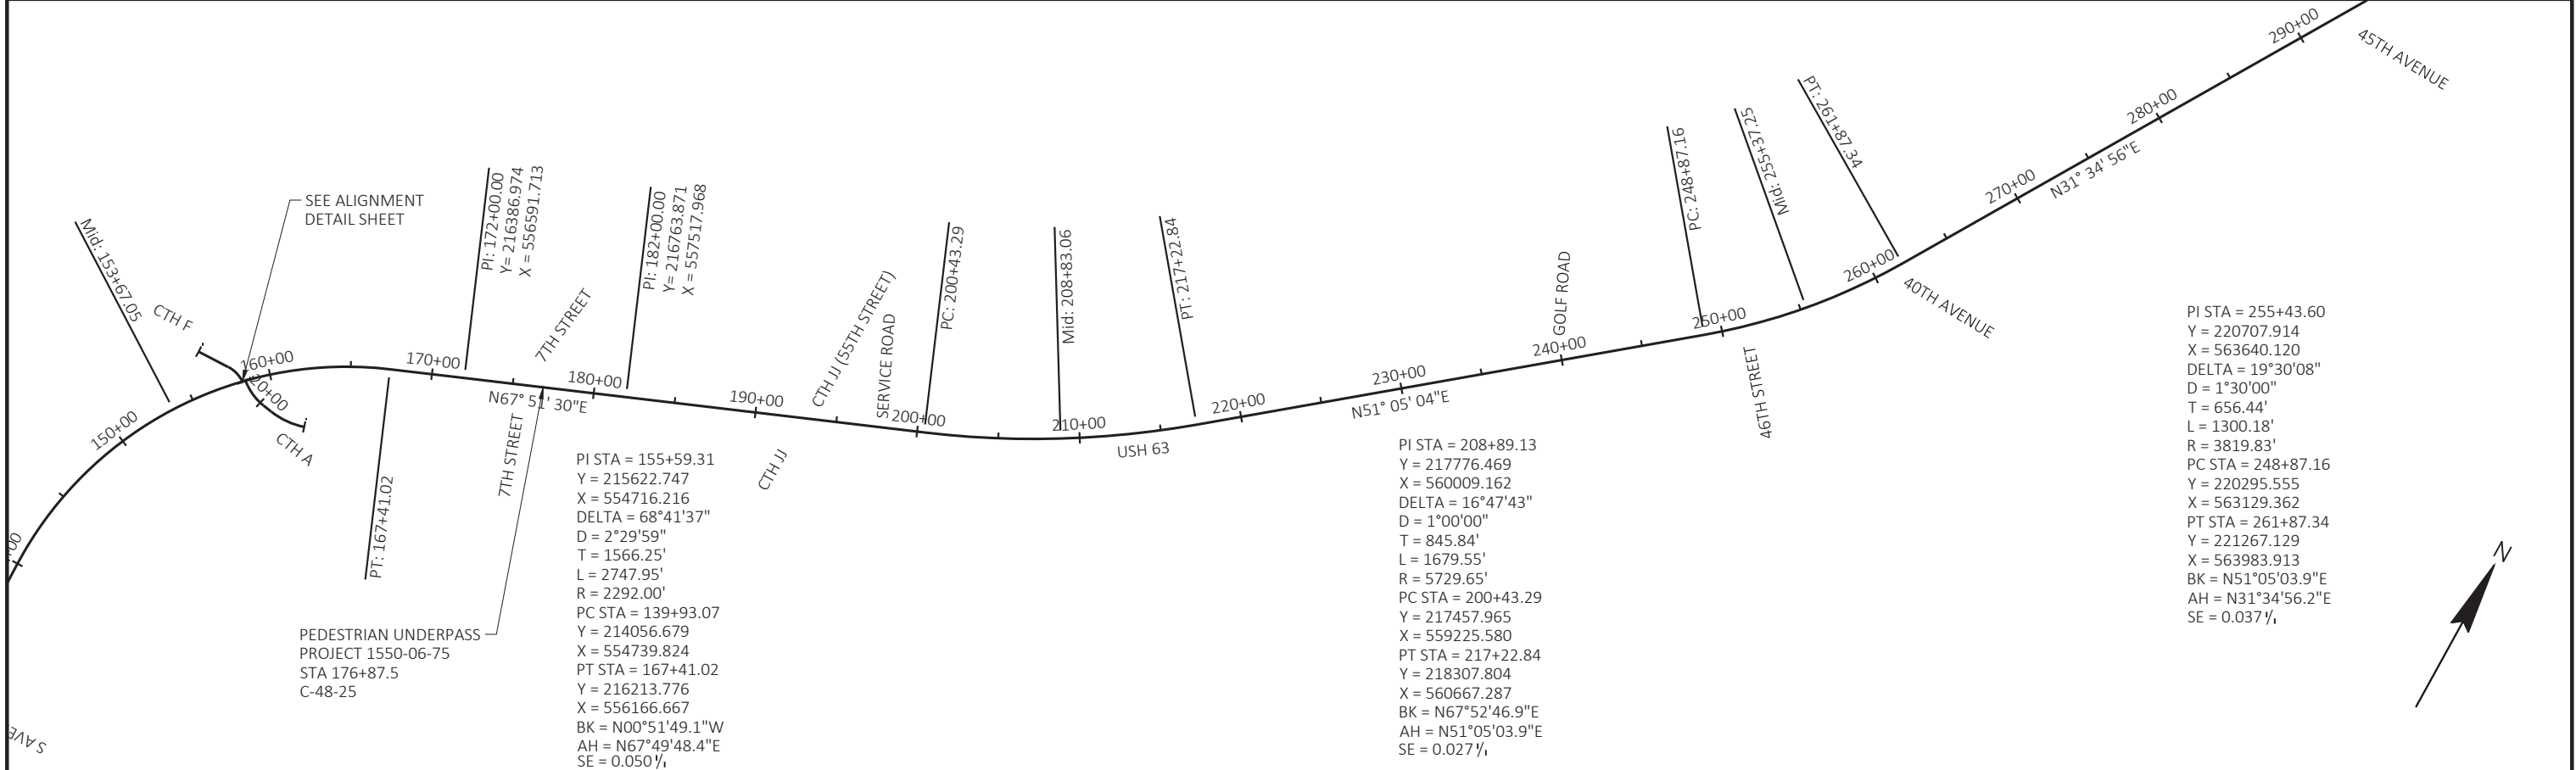 290+00
45TH AVENUE
280+00
PT: 261+87.34
Mid: 255+37.25
PC: 248+87.16
270+00
N31° 34' 56"E
SEE ALIGNMENT
DETAIL SHEET
PI: 172+00.00
Y= 216386.974
X = 556591.713
PI: 182+00.00
Y= 216763.871
X = 557517.968
Mid: 153+67.05
CTH F
PC: 200+43.29
Mid: 208+83.06
PT: 217+22.84
GOLF ROAD
260+00
40TH AVENUE
7TH STREET
CTH JJ (55TH STREET)
SERVICE ROAD
250+00
46TH STREET
160+00
20+00
170+00
180+00
N67° 51' 30"E
190+00
200+00
210+00
220+00
230+00
240+00
N51° 05' 04"E
150+00
CTH A
7TH STREET
CTH JJ
USH 63
PT: 167+41.02
PEDESTRIAN UNDERPASS
PROJECT 1550-06-75
STA 176+87.5
C-48-25
PI STA = 155+59.31
Y = 215622.747
X = 554716.216
DELTA = 68°41'37"
D = 2°29'59"
T = 1566.25'
L = 2747.95'
R = 2292.00'
PC STA = 139+93.07
Y = 214056.679
X = 554739.824
PT STA = 167+41.02
Y = 216213.776
X = 556166.667
BK = N00°51'49.1"W
AH = N67°49'48.4"E
SE = 0.050'/,
PI STA = 208+89.13
Y = 217776.469
X = 560009.162
DELTA = 16°47'43"
D = 1°00'00"
T = 845.84'
L = 1679.55'
R = 5729.65'
PC STA = 200+43.29
Y = 217457.965
X = 559225.580
PT STA = 217+22.84
Y = 218307.804
X = 560667.287
BK = N67°52'46.9"E
AH = N51°05'03.9"E
SE = 0.027'/,
PI STA = 255+43.60
Y = 220707.914
X = 563640.120
DELTA = 19°30'08"
D = 1°30'00"
T = 656.44'
L = 1300.18'
R = 3819.83'
PC STA = 248+87.16
Y = 220295.555
X = 563129.362
PT STA = 261+87.34
Y = 221267.129
X = 563983.913
BK = N51°05'03.9"E
AH = N31°34'56.2"E
SE = 0.037'/,
N
S AVE